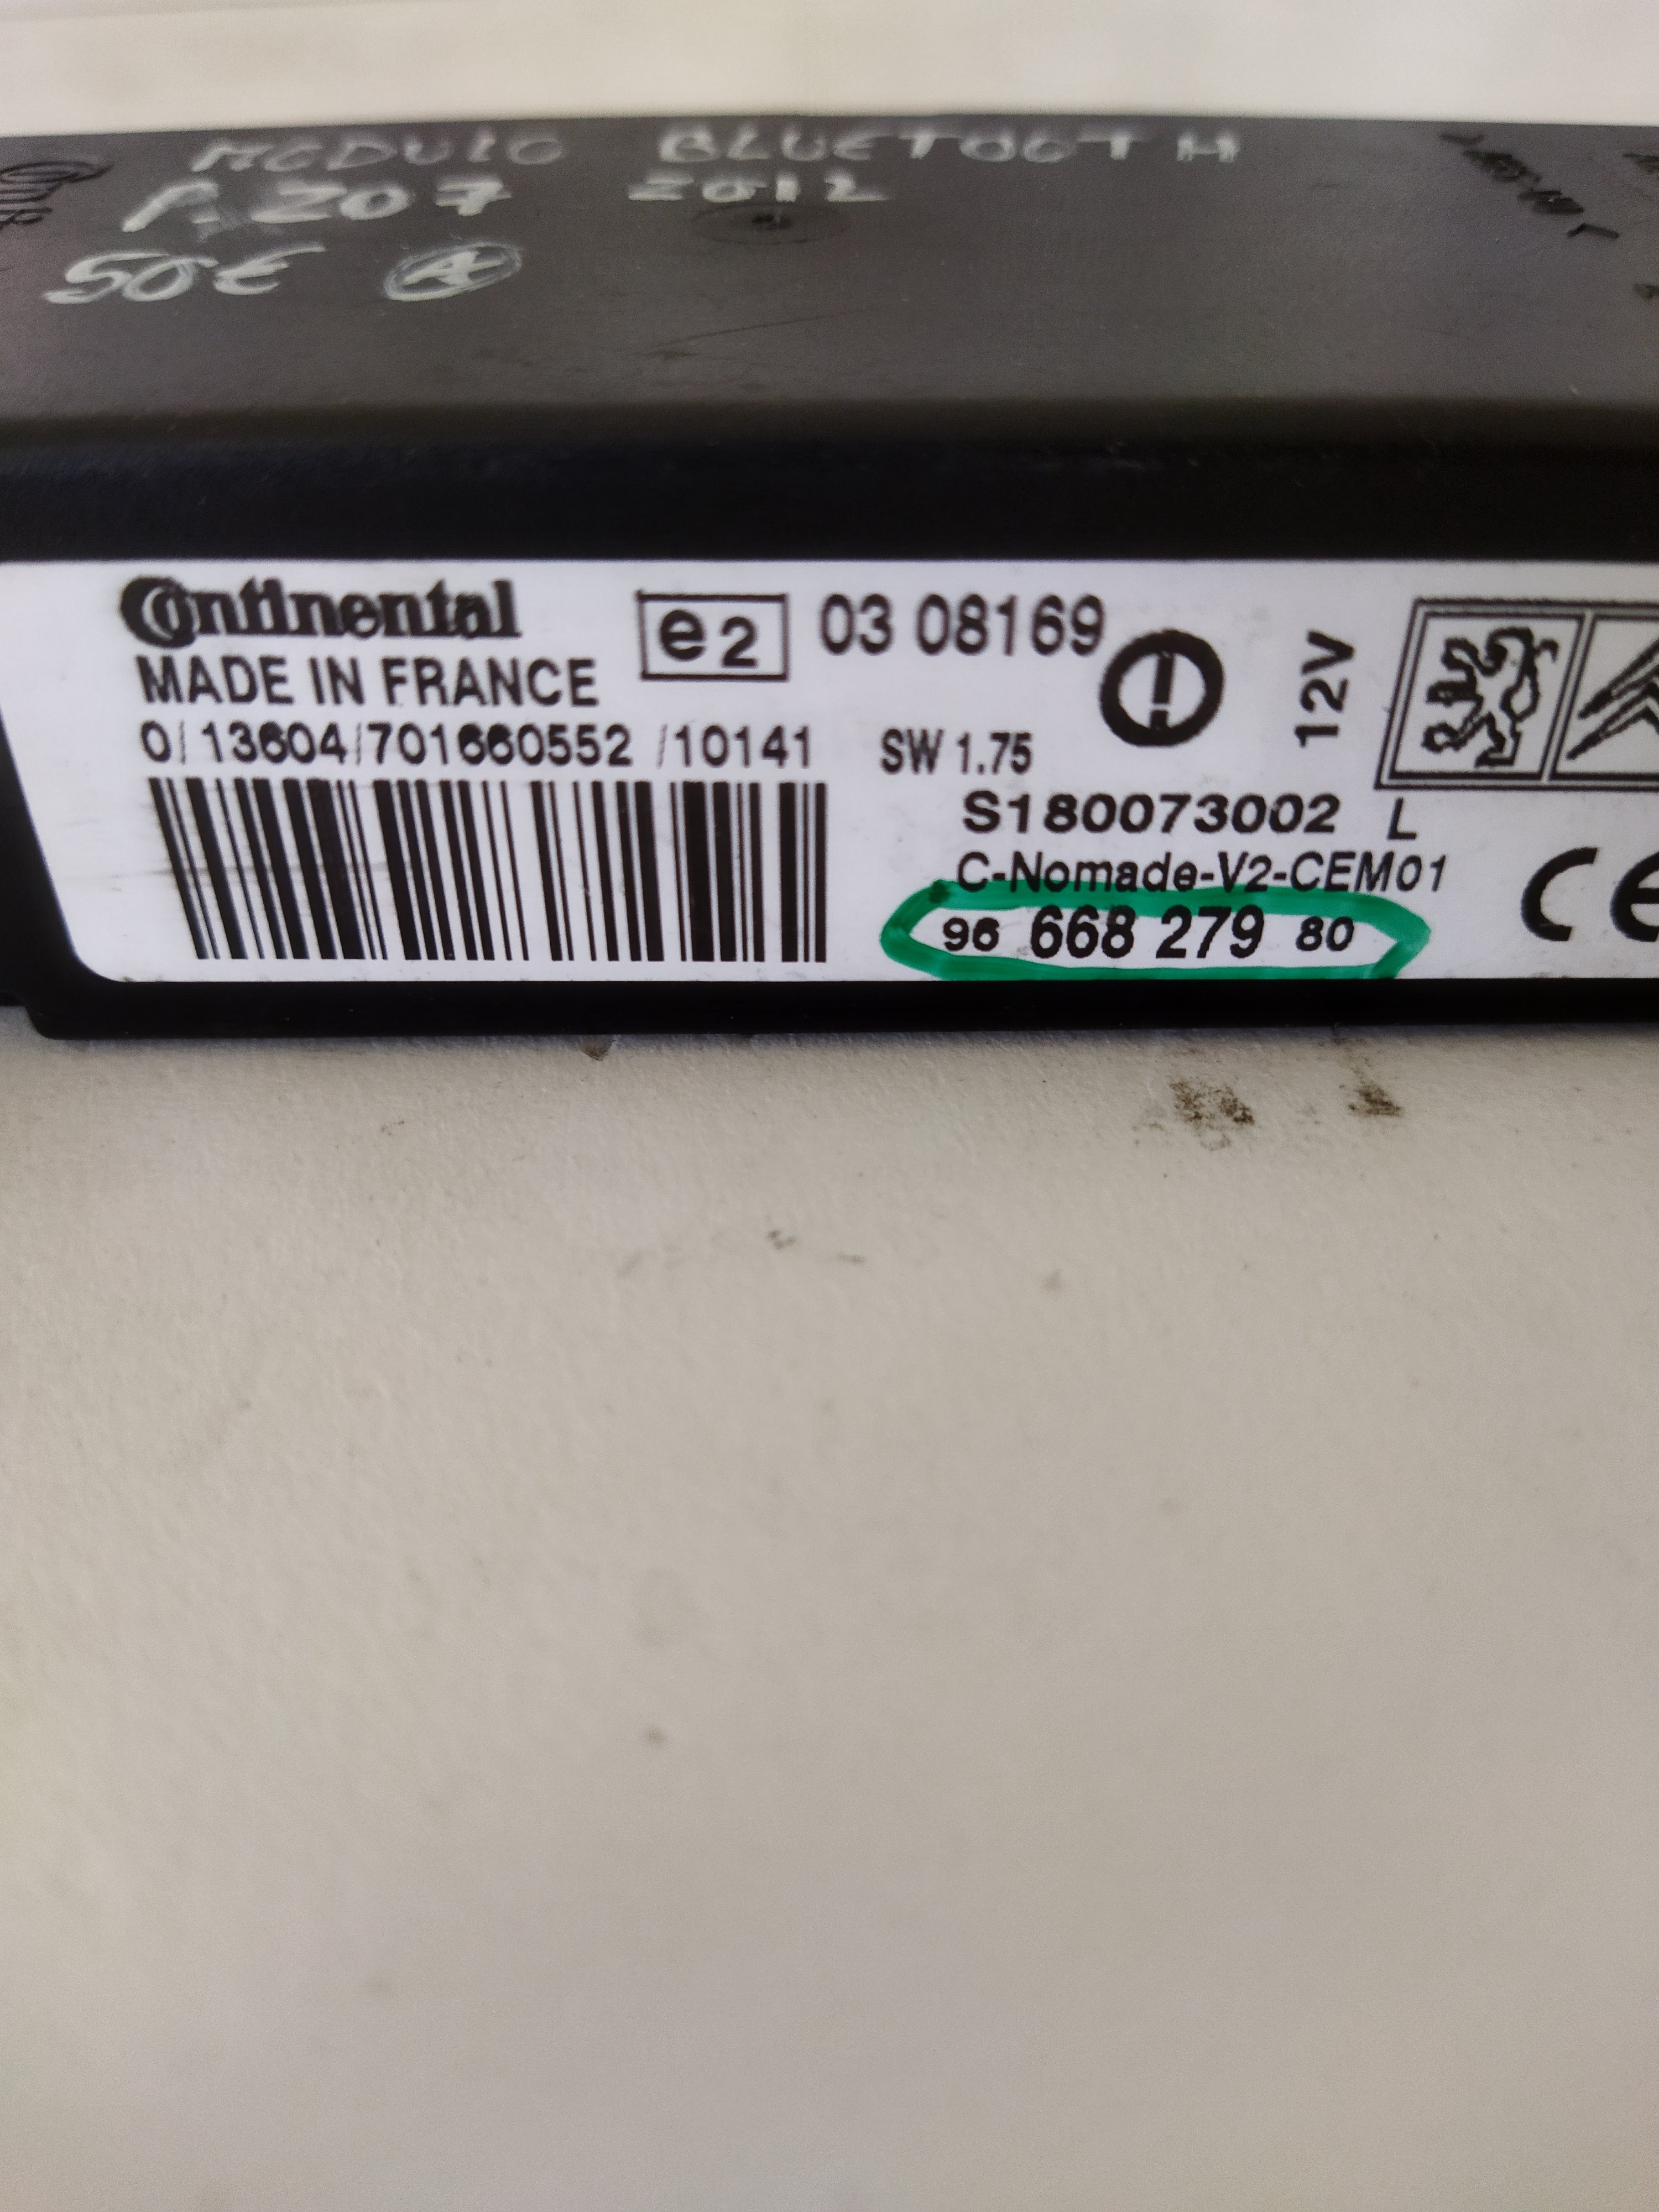 MODULO BLUETOOTH
P. 207 2012
50€ A
Continental
MADE IN FRANCE
0/13604/701660552 /10141
e2 03 08169
12V
SW 1.75
S180073002 L
C-Nomade-V2-CEM01
96 668 279 80
CE